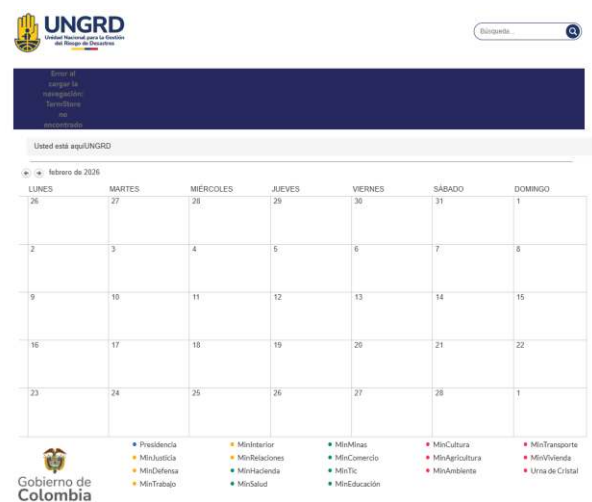 UNGRD
Unidad Nacional para la Gestión
del Riesgo de Desastres
Búsqueda...
Error al
cargar la
navegación:
TermStore
no
encontrado
Usted está aquíUNGRD
febrero de 2026
LUNES MARTES MIÉRCOLES JUEVES VIERNES SÁBADO DOMINGO
26 27 28 29 30 31 1
2 3 4 5 6 7 8
9 10 11 12 13 14 15
16 17 18 19 20 21 22
23 24 25 26 27 28 1
Presidencia MinInterior MinMinas MinCultura MinTransporte
MinJusticia MinRelaciones MinComercio MinAgricultura MinVivienda
MinDefensa MinHacienda MinTic MinAmbiente Urna de Cristal
MinTrabajo MinSalud MinEducación
Gobierno de
Colombia